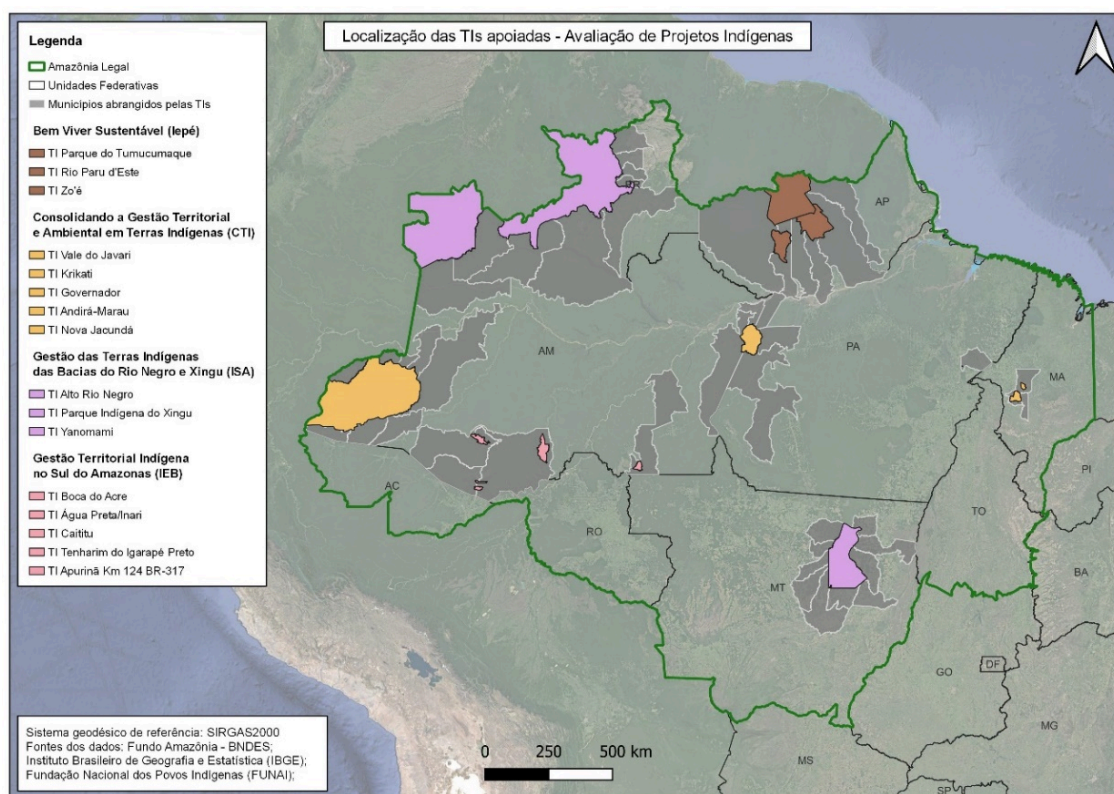 Localização das TIs apoiadas - Avaliação de Projetos Indígenas
Legenda
Amazônia Legal
Unidades Federativas
Municípios abrangidos pelas TIs
Bem Viver Sustentável (Iepé)
TI Parque do Tumucumaque
TI Rio Paru d'Este
TI Zo'é
Consolidando a Gestão Territorial
e Ambiental em Terras Indígenas (CTI)
TI Vale do Javari
TI Krikati
TI Governador
TI Andirá-Marau
TI Nova Jacundá
Gestão das Terras Indígenas
das Bacias do Rio Negro e Xingu (ISA)
TI Alto Rio Negro
TI Parque Indígena do Xingu
TI Yanomami
Gestão Territorial Indígena
no Sul do Amazonas (IEB)
TI Boca do Acre
TI Água Preta/Inari
TI Caititu
TI Tenharim do Igarapé Preto
TI Apurinã Km 124 BR-317
RR
AP
AM
PA
MA
PI
AC
RO
TO
BA
MT
GO
DF
MG
MS
SP
Sistema geodésico de referência: SIRGAS2000
Fontes dos dados: Fundo Amazônia - BNDES;
Instituto Brasileiro de Geografia e Estatística (IBGE);
Fundação Nacional dos Povos Indígenas (FUNAI);
0 250 500 km